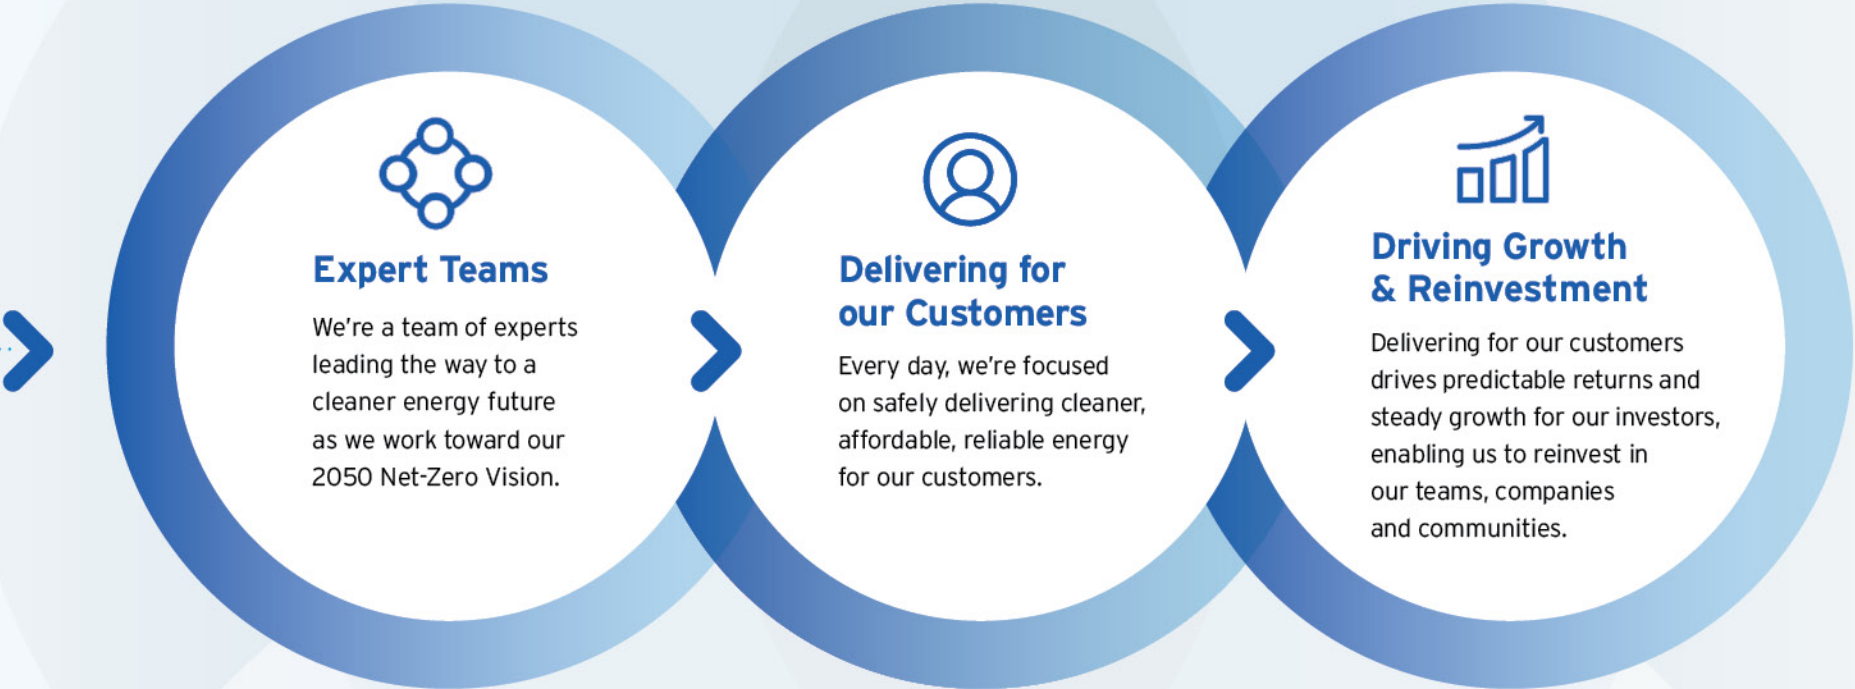 Expert Teams
We're a team of experts
leading the way to a
cleaner energy future
as we work toward our
2050 Net-Zero Vision.
Delivering for
our Customers
Every day, we're focused
on safely delivering cleaner,
affordable, reliable energy
for our customers.
Driving Growth
& Reinvestment
Delivering for our customers
drives predictable returns and
steady growth for our investors,
enabling us to reinvest in
our teams, companies
and communities.